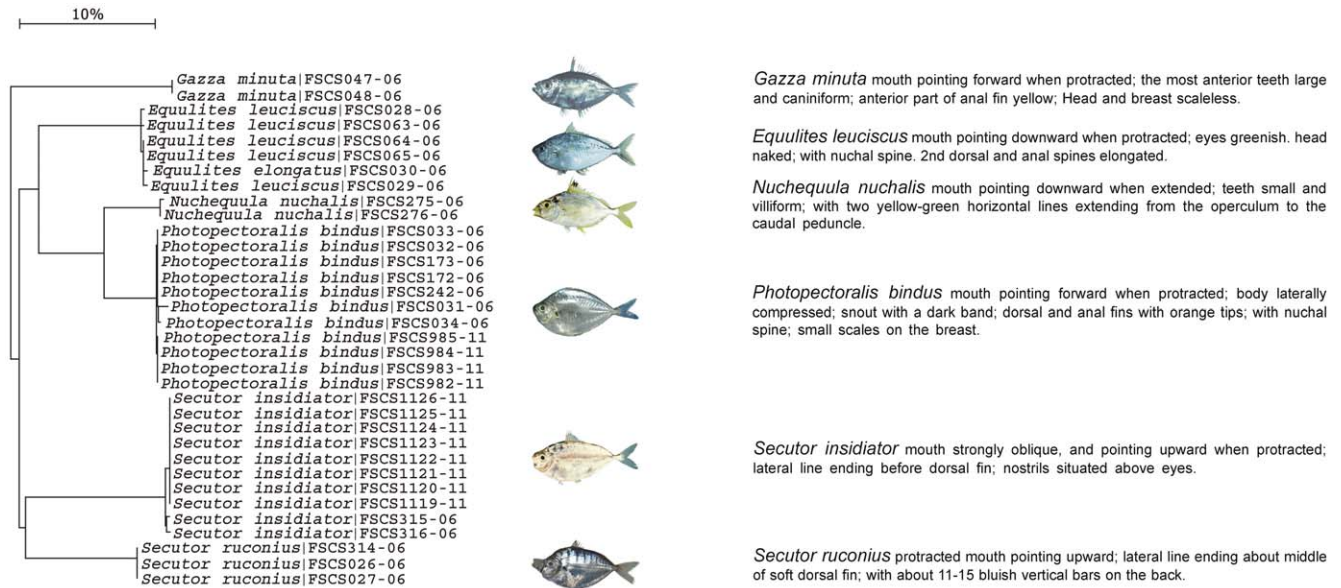 10%
Gazza minuta|FSCS047-06
Gazza minuta|FSCS048-06
Equulites leuciscus|FSCS028-06
Equulites leuciscus|FSCS063-06
Equulites leuciscus|FSCS064-06
Equulites leuciscus|FSCS065-06
Equulites elongatus|FSCS030-06
Equulites leuciscus|FSCS029-06
Nuchequula nuchalis|FSCS275-06
Nuchequula nuchalis|FSCS276-06
Photopectoralis bindus|FSCS033-06
Photopectoralis bindus|FSCS032-06
Photopectoralis bindus|FSCS173-06
Photopectoralis bindus|FSCS172-06
Photopectoralis bindus|FSCS242-06
Photopectoralis bindus|FSCS031-06
Photopectoralis bindus|FSCS034-06
Photopectoralis bindus|FSCS985-11
Photopectoralis bindus|FSCS984-11
Photopectoralis bindus|FSCS983-11
Photopectoralis bindus|FSCS982-11
Secutor insidiator|FSCS1126-11
Secutor insidiator|FSCS1125-11
Secutor insidiator|FSCS1124-11
Secutor insidiator|FSCS1123-11
Secutor insidiator|FSCS1122-11
Secutor insidiator|FSCS1121-11
Secutor insidiator|FSCS1120-11
Secutor insidiator|FSCS1119-11
Secutor insidiator|FSCS315-06
Secutor insidiator|FSCS316-06
Secutor ruconius|FSCS314-06
Secutor ruconius|FSCS026-06
Secutor ruconius|FSCS027-06
Gazza minuta mouth pointing forward when protracted; the most anterior teeth large
and caniniform; anterior part of anal fin yellow; Head and breast scaleless.
Equulites leuciscus mouth pointing downward when protracted; eyes greenish. head
naked; with nuchal spine. 2nd dorsal and anal spines elongated.
Nuchequula nuchalis mouth pointing downward when extended; teeth small and
villiform; with two yellow-green horizontal lines extending from the operculum to the
caudal peduncle.
Photopectoralis bindus mouth pointing forward when protracted; body laterally
compressed; snout with a dark band; dorsal and anal fins with orange tips; with nuchal
spine; small scales on the breast.
Secutor insidiator mouth strongly oblique, and pointing upward when protracted;
lateral line ending before dorsal fin; nostrils situated above eyes.
Secutor ruconius protracted mouth pointing upward; lateral line ending about middle
of soft dorsal fin; with about 11-15 bluish vertical bars on the back.